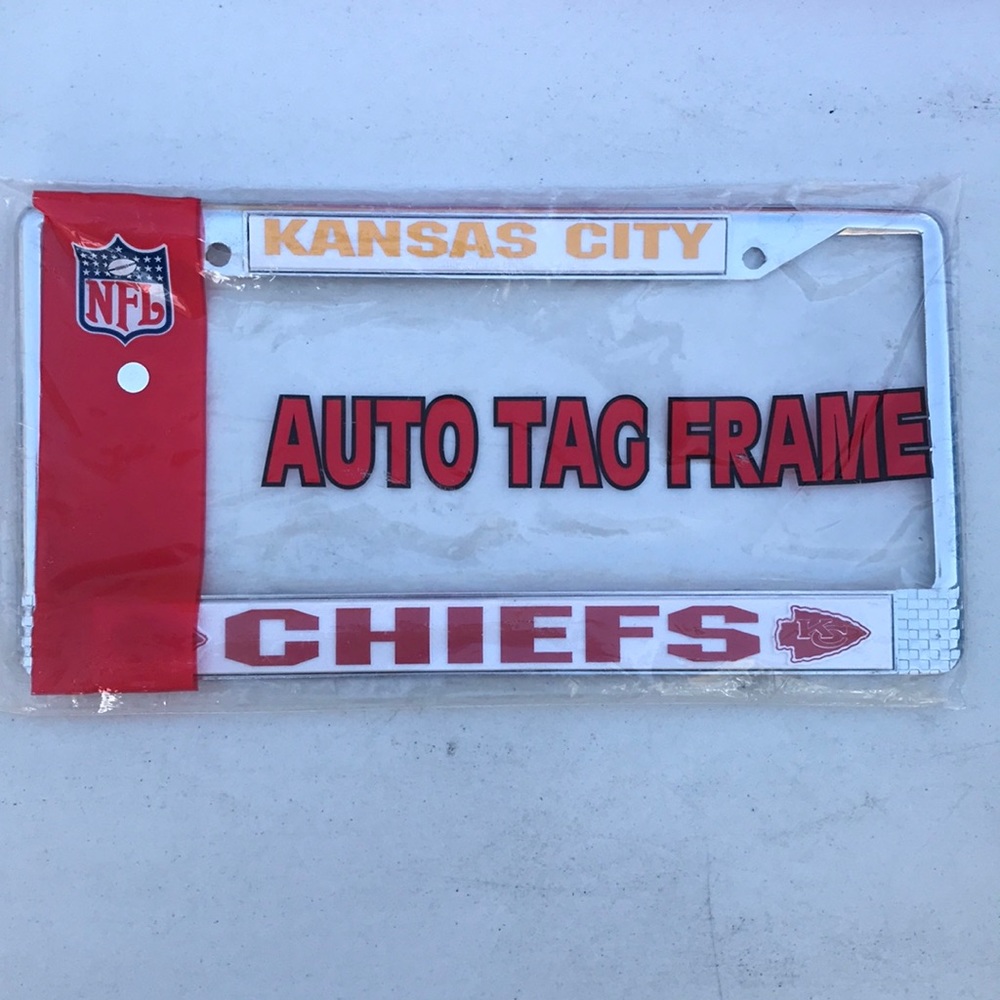 KANSAS CITY
NFL
AUTO TAG FRAME
CHIEFS KC